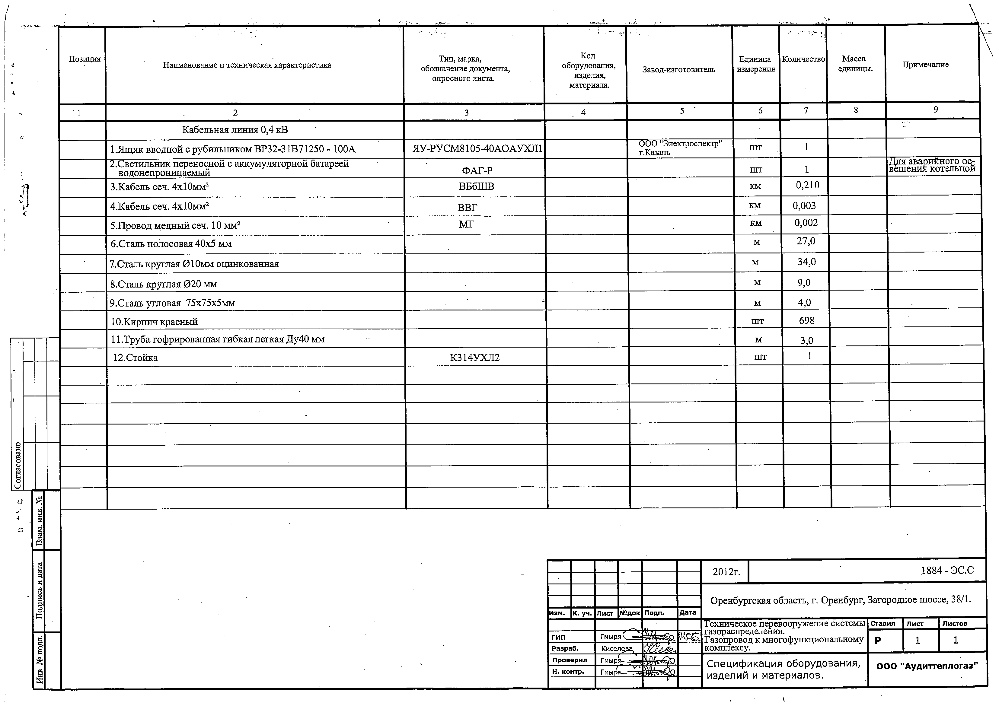 Позиция
Наименование и техническая характеристика
Тип, марка,
обозначение документа,
опросного листа.
Код
оборудования,
изделия,
материала.
Завод-изготовитель
Единица
измерения
Количество
Масса
единицы.
Примечание
1 2 3 4 5 6 7 8 9
Кабельная линия 0,4 кВ
1.Ящик вводной с рубильником ВР32-31В71250 - 100А ЯУ-РУСМ8105-40АОАУХЛ1 ООО "Электроспектр" шт 1
г.Казань
2.Светильник переносной с аккумуляторной батареей ФАГ-Р шт 1 Для аварийного ос-
водонепроницаемый вещения котельной
3.Кабель сеч. 4х10мм² ВБбШВ км 0,210
4.Кабель сеч. 4х10мм² ВВГ км 0,003
5.Провод медный сеч. 10 мм² МГ км 0,002
6.Сталь полосовая 40х5 мм м 27,0
7.Сталь круглая Ø10мм оцинкованная м 34,0
8.Сталь круглая Ø20 мм м 9,0
9.Сталь угловая 75х75х5мм м 4,0
10.Кирпич красный шт 698
11.Труба гофрированная гибкая легкая Ду40 мм м 3,0
12.Стойка К314УХЛ2 шт 1
Согласовано
Взам. инв. №
Подпись и дата
Инв. № подл.
2012г. 1884 - ЭС.С
Оренбургская область, г. Оренбург, Загородное шоссе, 38/1.
Изм. К. уч. Лист №док Подп. Дата
ГИП Гмыря
Разраб. Киселева
Проверил Гмыря
Н. контр. Гмыря
Техническое перевооружение системы
газораспределения.
Газопровод к многофункциональному
комплексу.
Стадия Лист Листов
Р 1 1
Спецификация оборудования,
изделий и материалов.
ООО "Аудиттеплогаз"